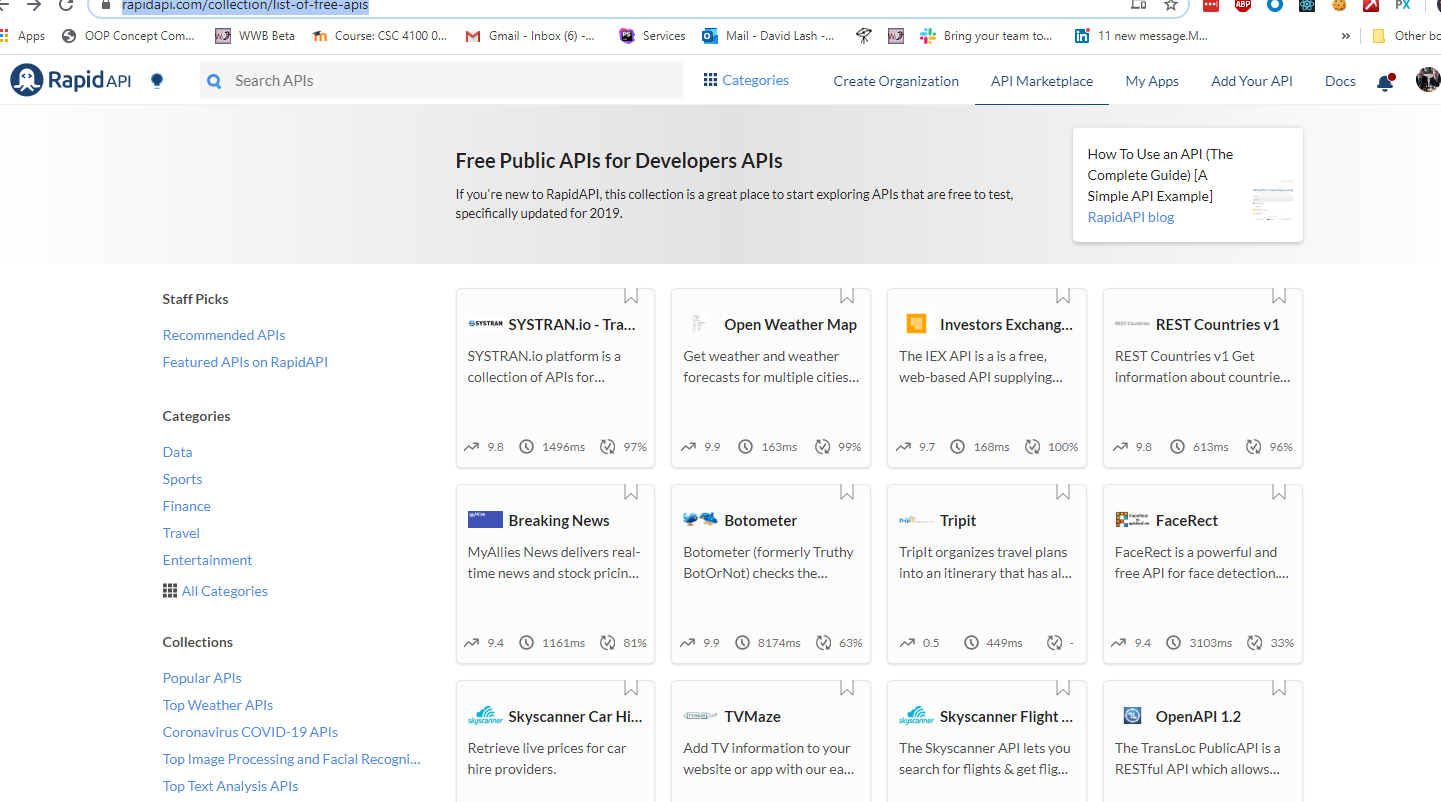 rapidapi.com/collection/list-of-free-apis
ABP
PX
Apps
OOP Concept Com...
WWB Beta
Course: CSC 4100 0...
Gmail - Inbox (6) -...
PS
Services
Mail - David Lash -...
Bring your team to...
in
11 new message.M...
»
Other bo
Rapid API
Search APIs
Categories
Create Organization
API Marketplace
My Apps
Add Your API
Docs
Free Public APIs for Developers APIs
If you're new to RapidAPI, this collection is a great place to start exploring APIs that are free to test,
specifically updated for 2019.
How To Use an API (The
Complete Guide) [A
Simple API Example]
RapidAPI blog
Staff Picks
Recommended APIs
Featured APIs on RapidAPI
Categories
Data
Sports
Finance
Travel
Entertainment
All Categories
Collections
Popular APIs
Top Weather APIs
Coronavirus COVID-19 APIs
Top Image Processing and Facial Recogni...
Top Text Analysis APIs
SYSTRAN
SYSTRAN.io - Tra...
SYSTRAN.io platform is a
collection of APIs for...
9.8 1496ms 97%
Open Weather Map
Get weather and weather
forecasts for multiple cities...
9.9 163ms 99%
Investors Exchang...
The IEX API is a is a free,
web-based API supplying...
9.7 168ms 100%
REST Countries
REST Countries v1
REST Countries v1 Get
information about countrie...
9.8 613ms 96%
Breaking News
MyAllies News delivers real-
time news and stock pricin...
9.4 1161ms 81%
Botometer
Botometer (formerly Truthy
BotOrNot) checks the...
9.9 8174ms 63%
Tripit
TripIt organizes travel plans
into an itinerary that has al...
0.5 449ms -
FaceRect
FaceRect is a powerful and
free API for face detection....
9.4 3103ms 33%
skyscanner
Skyscanner Car Hi...
Retrieve live prices for car
hire providers.
TVMaze
Add TV information to your
website or app with our ea...
skyscanner
Skyscanner Flight ...
The Skyscanner API lets you
search for flights & get flig...
OpenAPI 1.2
The TransLoc PublicAPI is a
RESTful API which allows...